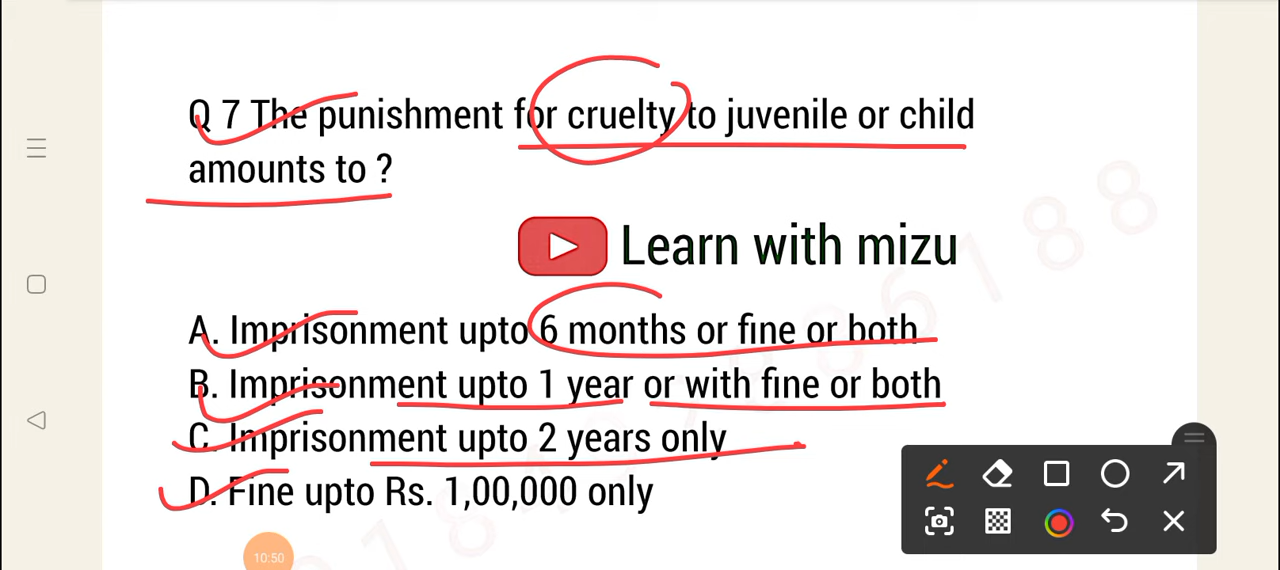 Q 7 The punishment for cruelty to juvenile or child
amounts to ?
Learn with mizu
A. Imprisonment upto 6 months or fine or both
B. Imprisonment upto 1 year or with fine or both
C. Imprisonment upto 2 years only
D. Fine upto Rs. 1,00,000 only
10:50